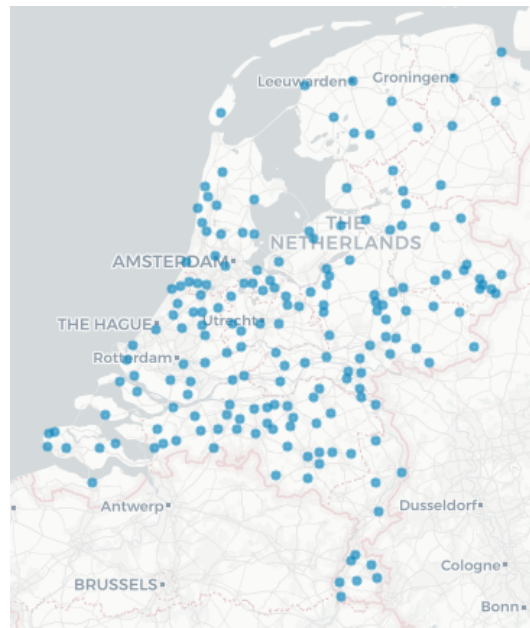 Leeuwarden
Groningen
THE
NETHERLANDS
AMSTERDAM
THE HAGUE
Utrecht
Rotterdam
Antwerp
Dusseldorf
BRUSSELS
Cologne
Bonn